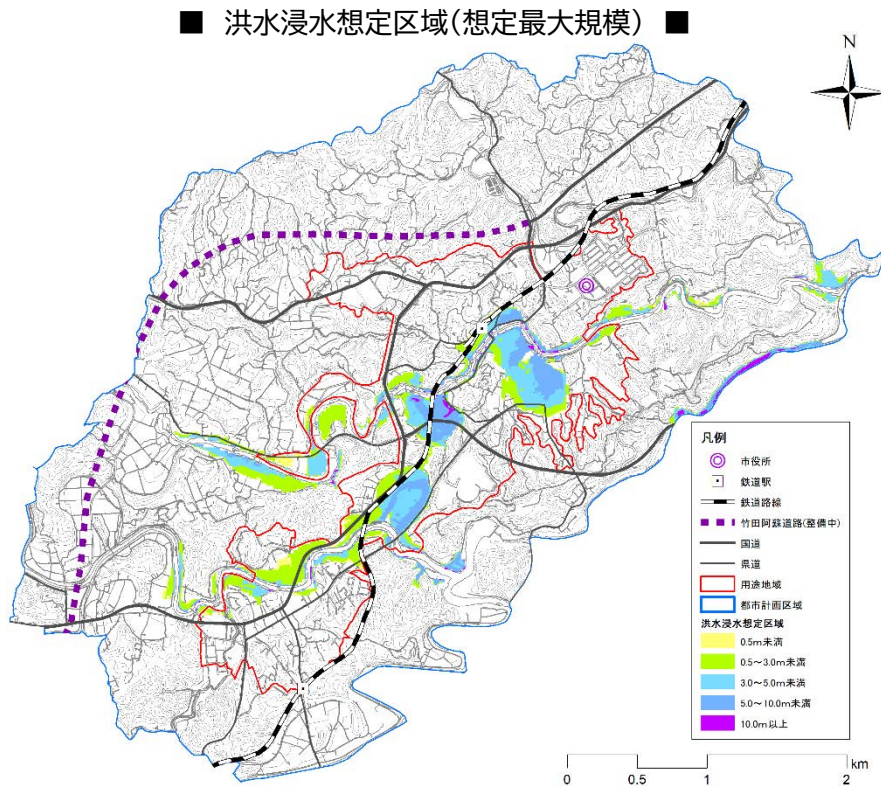 ■ 洪水浸水想定区域(想定最大規模) ■
N
凡例
市役所
鉄道駅
鉄道路線
竹田阿蘇道路(整備中)
国道
県道
用途地域
都市計画区域
洪水浸水想定区域
0.5m未満
0.5～3.0m未満
3.0～5.0m未満
5.0～10.0m未満
10.0m以上
km
0 0.5 1 2